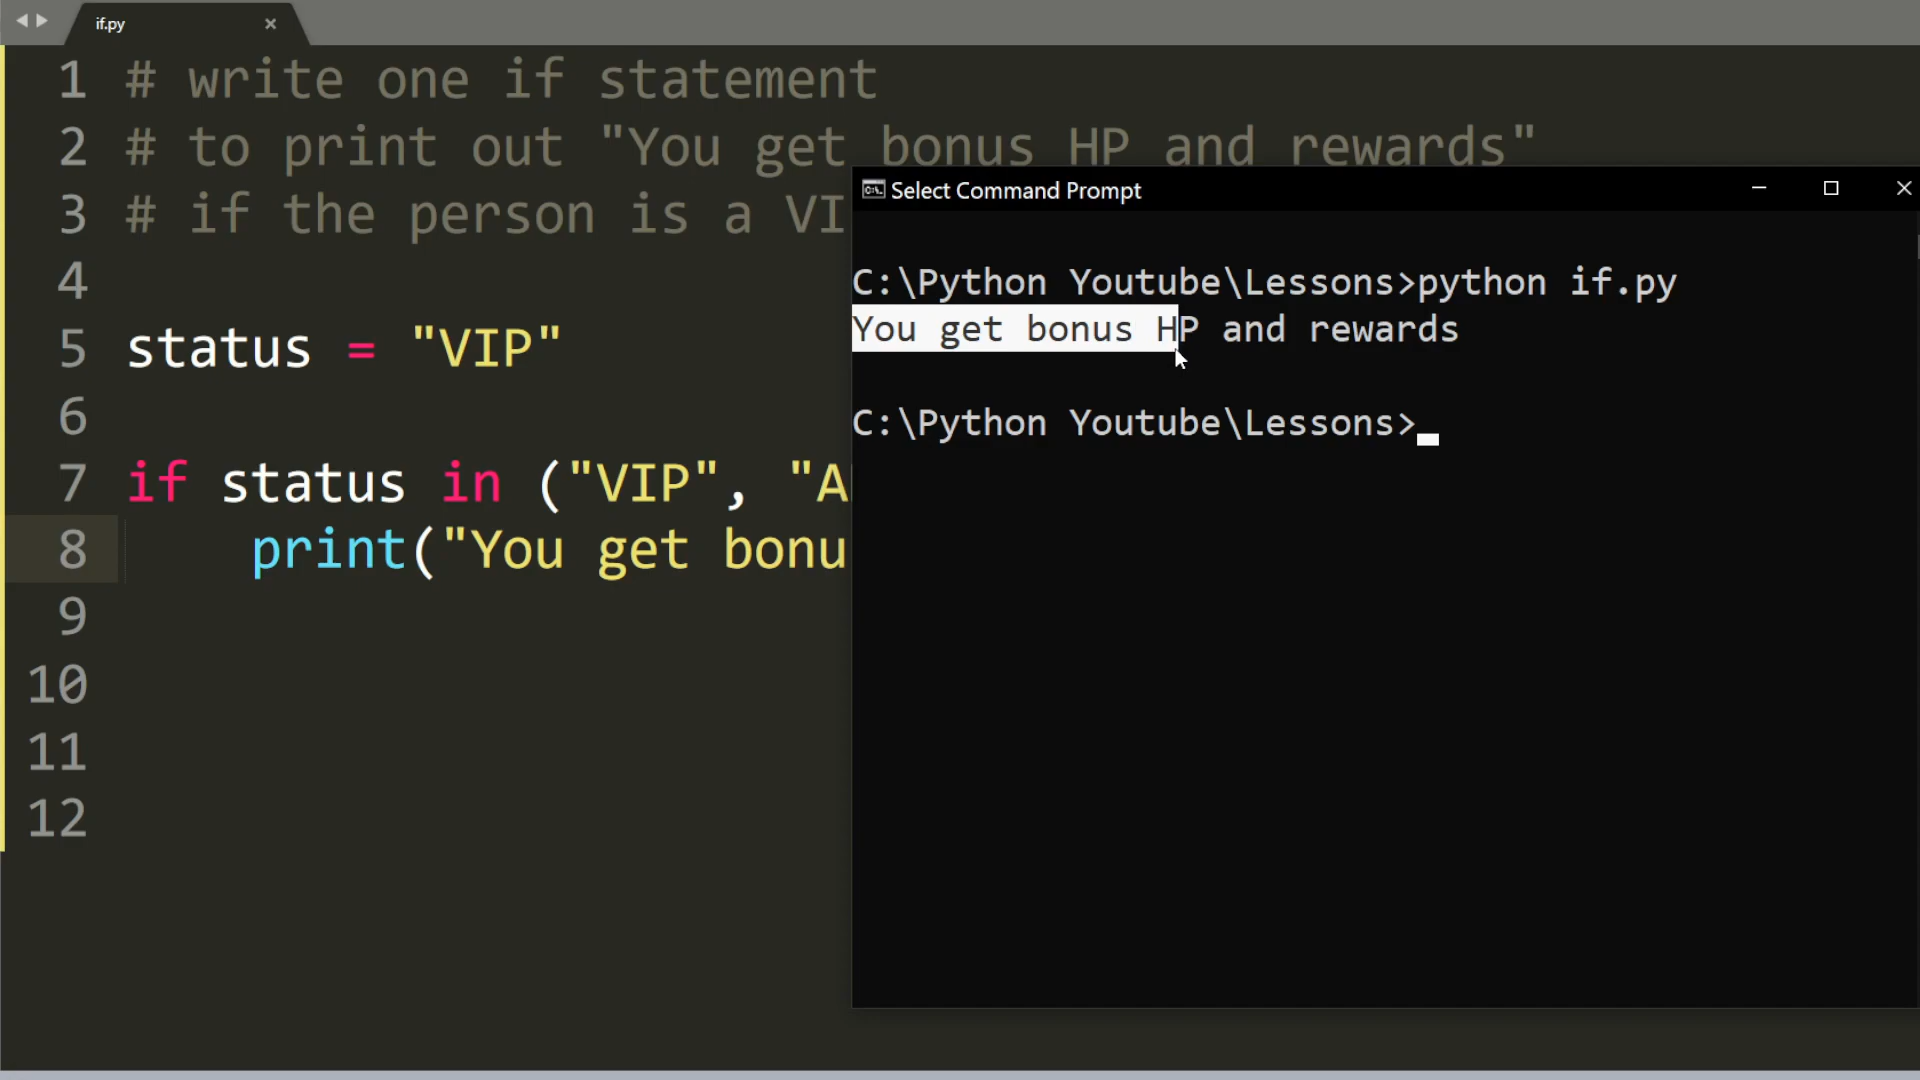 if.py
1 # write one if statement
2 # to print out "You get bonus HP and rewards"
3 # if the person is a VI
4
5 status = "VIP"
6
7 if status in ("VIP", "A
8 print("You get bonu
9
10
11
12
Select Command Prompt
C:\Python Youtube\Lessons>python if.py
You get bonus HP and rewards
C:\Python Youtube\Lessons>